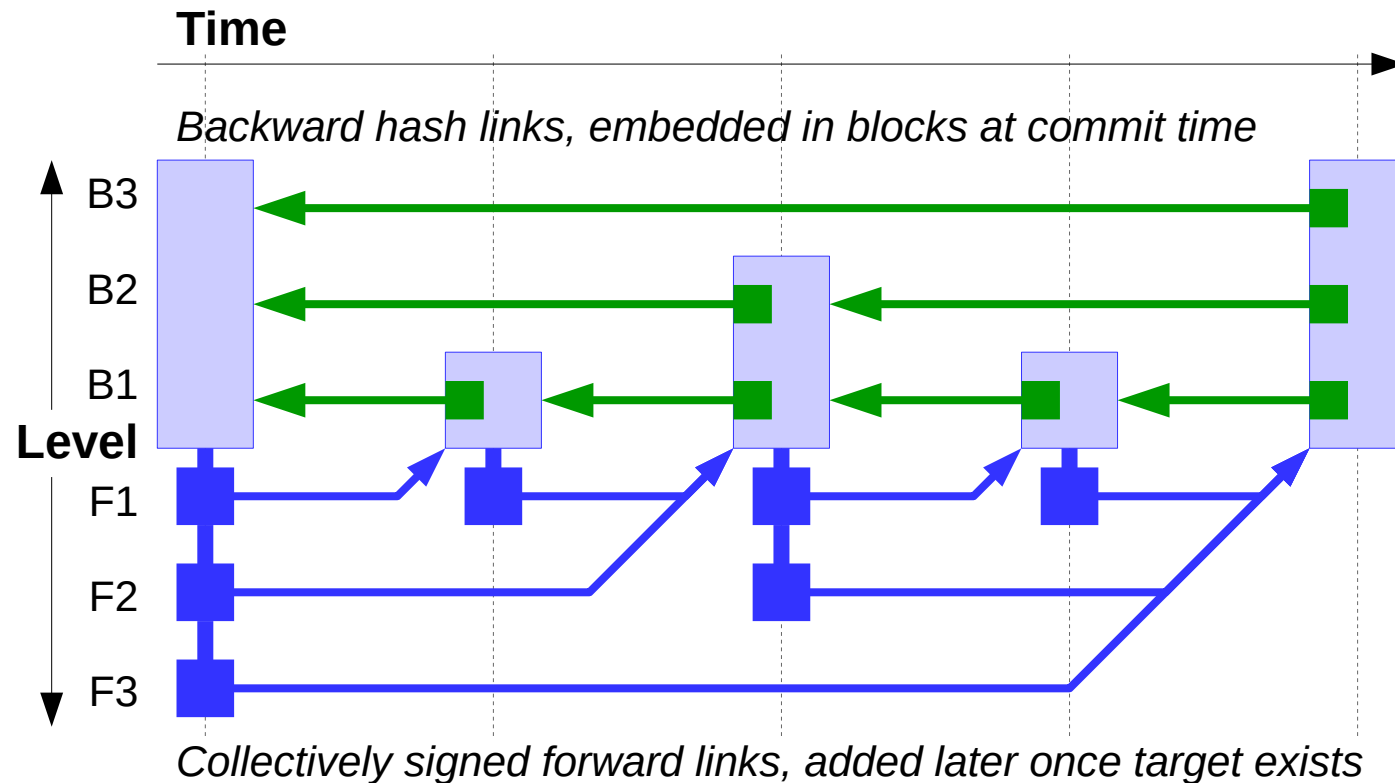 Time
Backward hash links, embedded in blocks at commit time
B3
B2
B1
Level
F1
F2
F3
Collectively signed forward links, added later once target exists